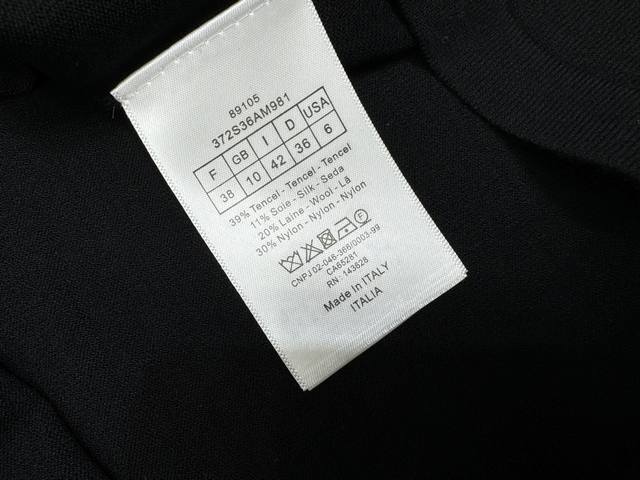 89105
372S36AM981
F GB I D USA
38 10 42 36 6
39% Tencel - Tencel - Tencel
11% Soie - Silk - Seda
20% Laine - Wool - Lã
30% Nylon - Nylon - Nylon
CNPJ 02-046-366/0003-99
CA65281
RN: 143628
Made In ITALY
ITALIA